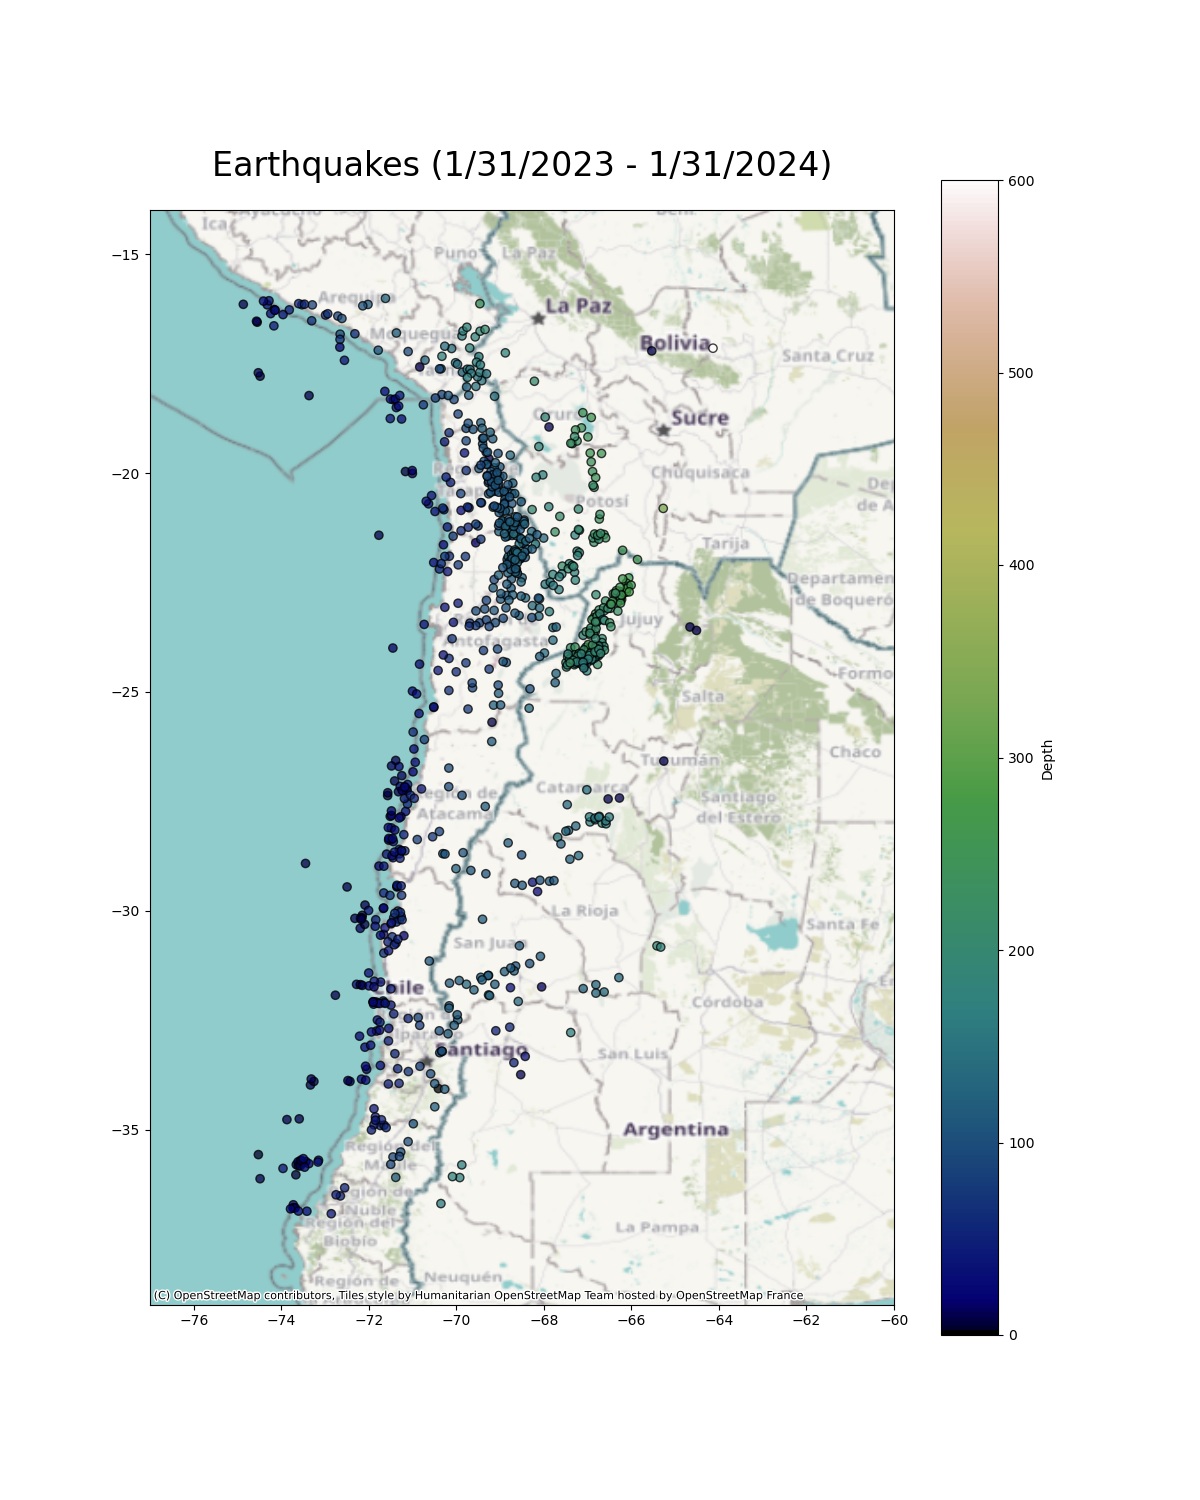 Earthquakes (1/31/2023 - 1/31/2024)
600
500
400
300
200
100
0
Depth
−15
−20
−25
−30
−35
−76
−74
−72
−70
−68
−66
−64
−62
−60
Ica
Puno
La Paz
La Paz
Arequipa
Bolivia
Santa Cruz
Oruro
Sucre
Chuquisaca
Potosí
Tarija
Departamen
de Boqueró
Jujuy
Antofagasta
Formo
Salta
Chaco
Tucumán
Catamarca
Santiago
del Estero
Región de
Atacama
La Rioja
Santa Fe
San Juan
Chile
Córdoba
Santiago
San Luis
Argentina
Región del
Maule
Región de
Ñuble
Región del
Biobío
La Pampa
Neuquén
Región de
(C) OpenStreetMap contributors, Tiles style by Humanitarian OpenStreetMap Team hosted by OpenStreetMap France